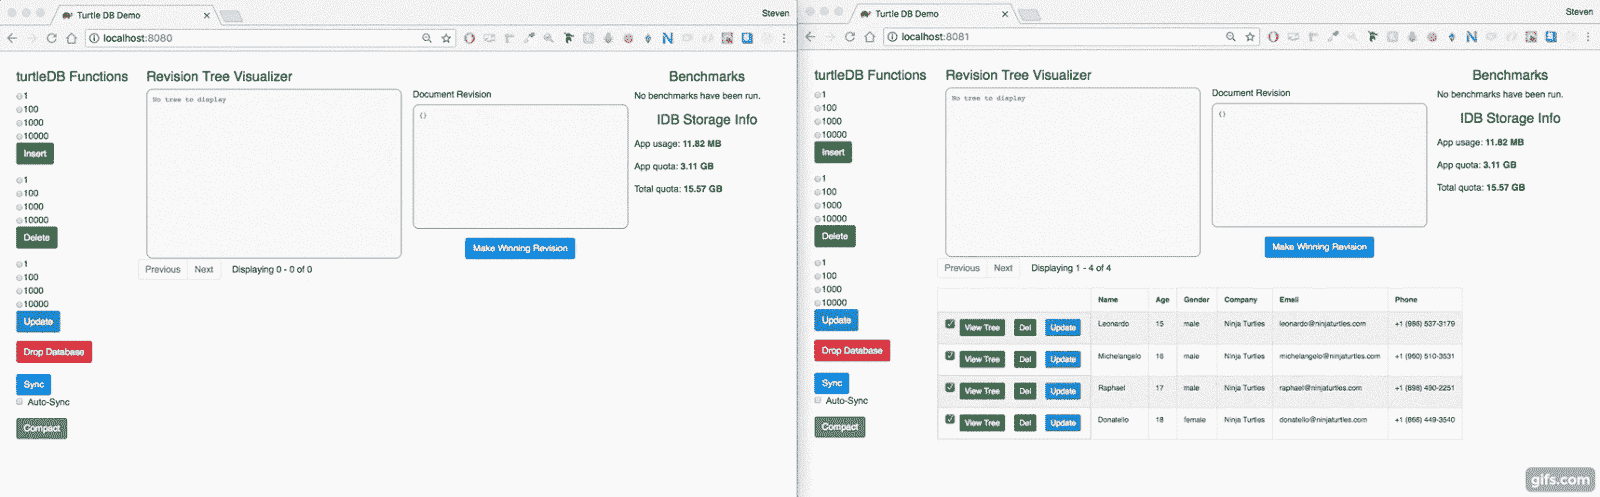 Turtle DB Demo
Steven
localhost:8080
turtleDB Functions
1
100
1000
10000
Insert
1
100
1000
10000
Delete
1
100
1000
10000
Update
Drop Database
Sync
Auto-Sync
Compact
Revision Tree Visualizer
No tree to display
Previous Next Displaying 0 - 0 of 0
Document Revision
{}
Make Winning Revision
Benchmarks
No benchmarks have been run.
IDB Storage Info
App usage: 11.82 MB
App quota: 3.11 GB
Total quota: 15.57 GB
Turtle DB Demo
Steven
localhost:8081
turtleDB Functions
1
100
1000
10000
Insert
1
100
1000
10000
Delete
1
100
1000
10000
Update
Drop Database
Sync
Auto-Sync
Compact
Revision Tree Visualizer
No tree to display
Previous Next Displaying 1 - 4 of 4
Document Revision
{}
Make Winning Revision
Benchmarks
No benchmarks have been run.
IDB Storage Info
App usage: 11.82 MB
App quota: 3.11 GB
Total quota: 15.57 GB
Name Age Gender Company Email Phone
View Tree Del Update Leonardo 15 male Ninja Turtles leonardo@ninjaturtles.com +1 (986) 537-3179
View Tree Del Update Michelangelo 16 male Ninja Turtles michelangelo@ninjaturtles.com +1 (960) 510-3531
View Tree Del Update Raphael 17 male Ninja Turtles raphael@ninjaturtles.com +1 (898) 490-2251
View Tree Del Update Donatello 18 female Ninja Turtles donatello@ninjaturtles.com +1 (866) 449-3540
gifs.com